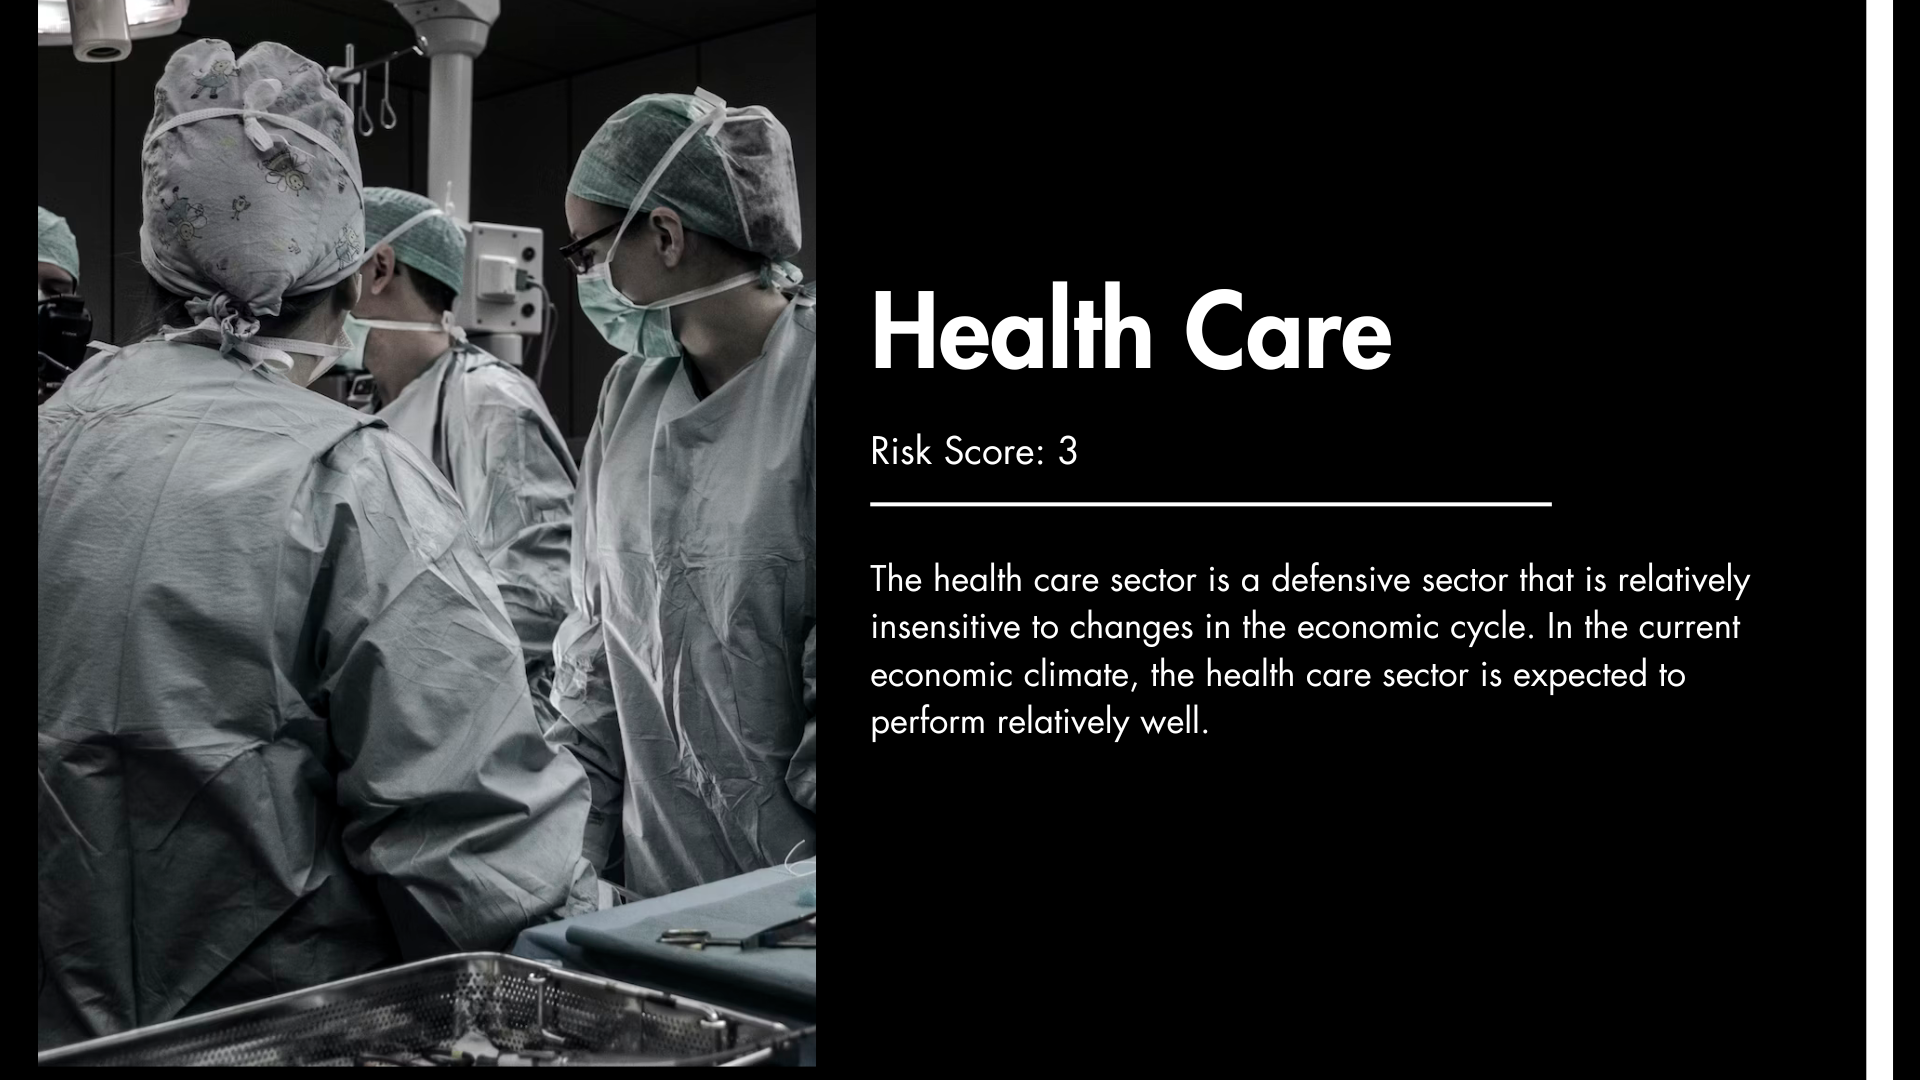 Health Care
Risk Score: 3
The health care sector is a defensive sector that is relatively
insensitive to changes in the economic cycle. In the current
economic climate, the health care sector is expected to
perform relatively well.